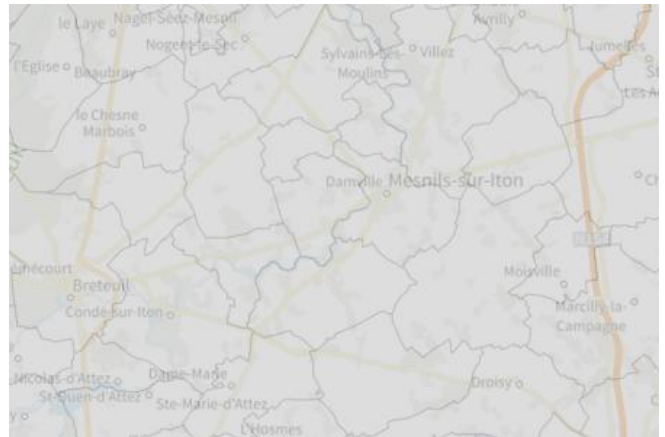 le Laye
Nagel-Séez-Mesnil
Nogent-le-Sec
Avrilly
Sylvains-Les-
Moulins
Villez
Jumelles
l'Eglise
Beaubray
le Chesne
Marbois
Damville
Mesnils-sur-Iton
Moisville
Breteuil
Condé-sur-Iton
Marcilly-la-
Campagne
Nicolas-d'Attez
Dame-Marie
Droisy
St-Ouen-d'Attez
Ste-Marie-d'Attez
L'Hosmes